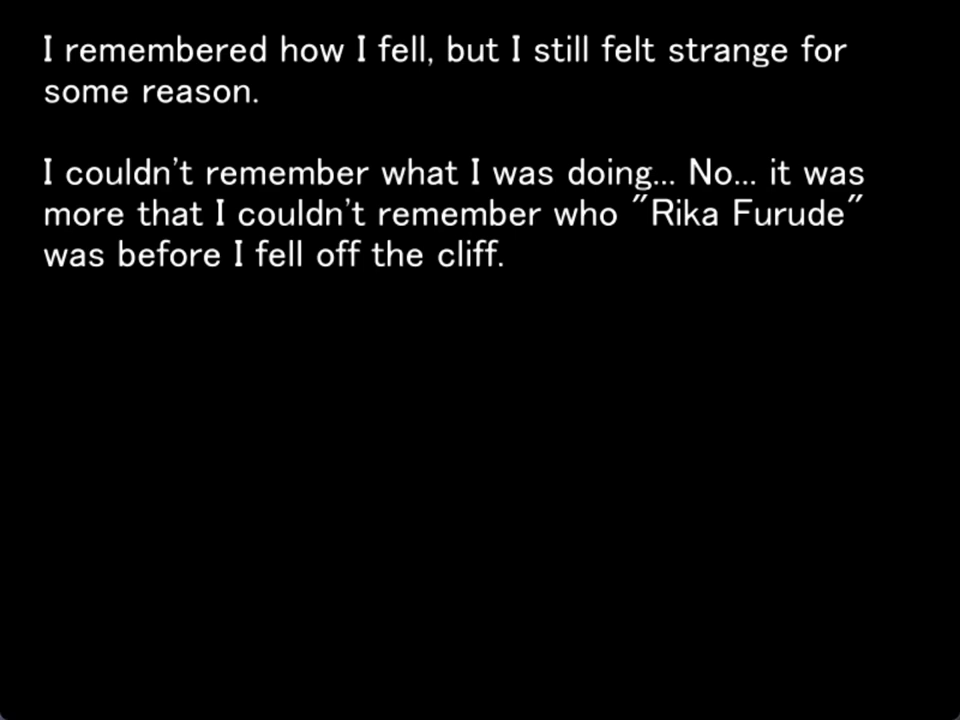 I remembered how I fell, but I still felt strange for
some reason.
I couldn't remember what I was doing... No... it was
more that I couldn't remember who "Rika Furude"
was before I fell off the cliff.